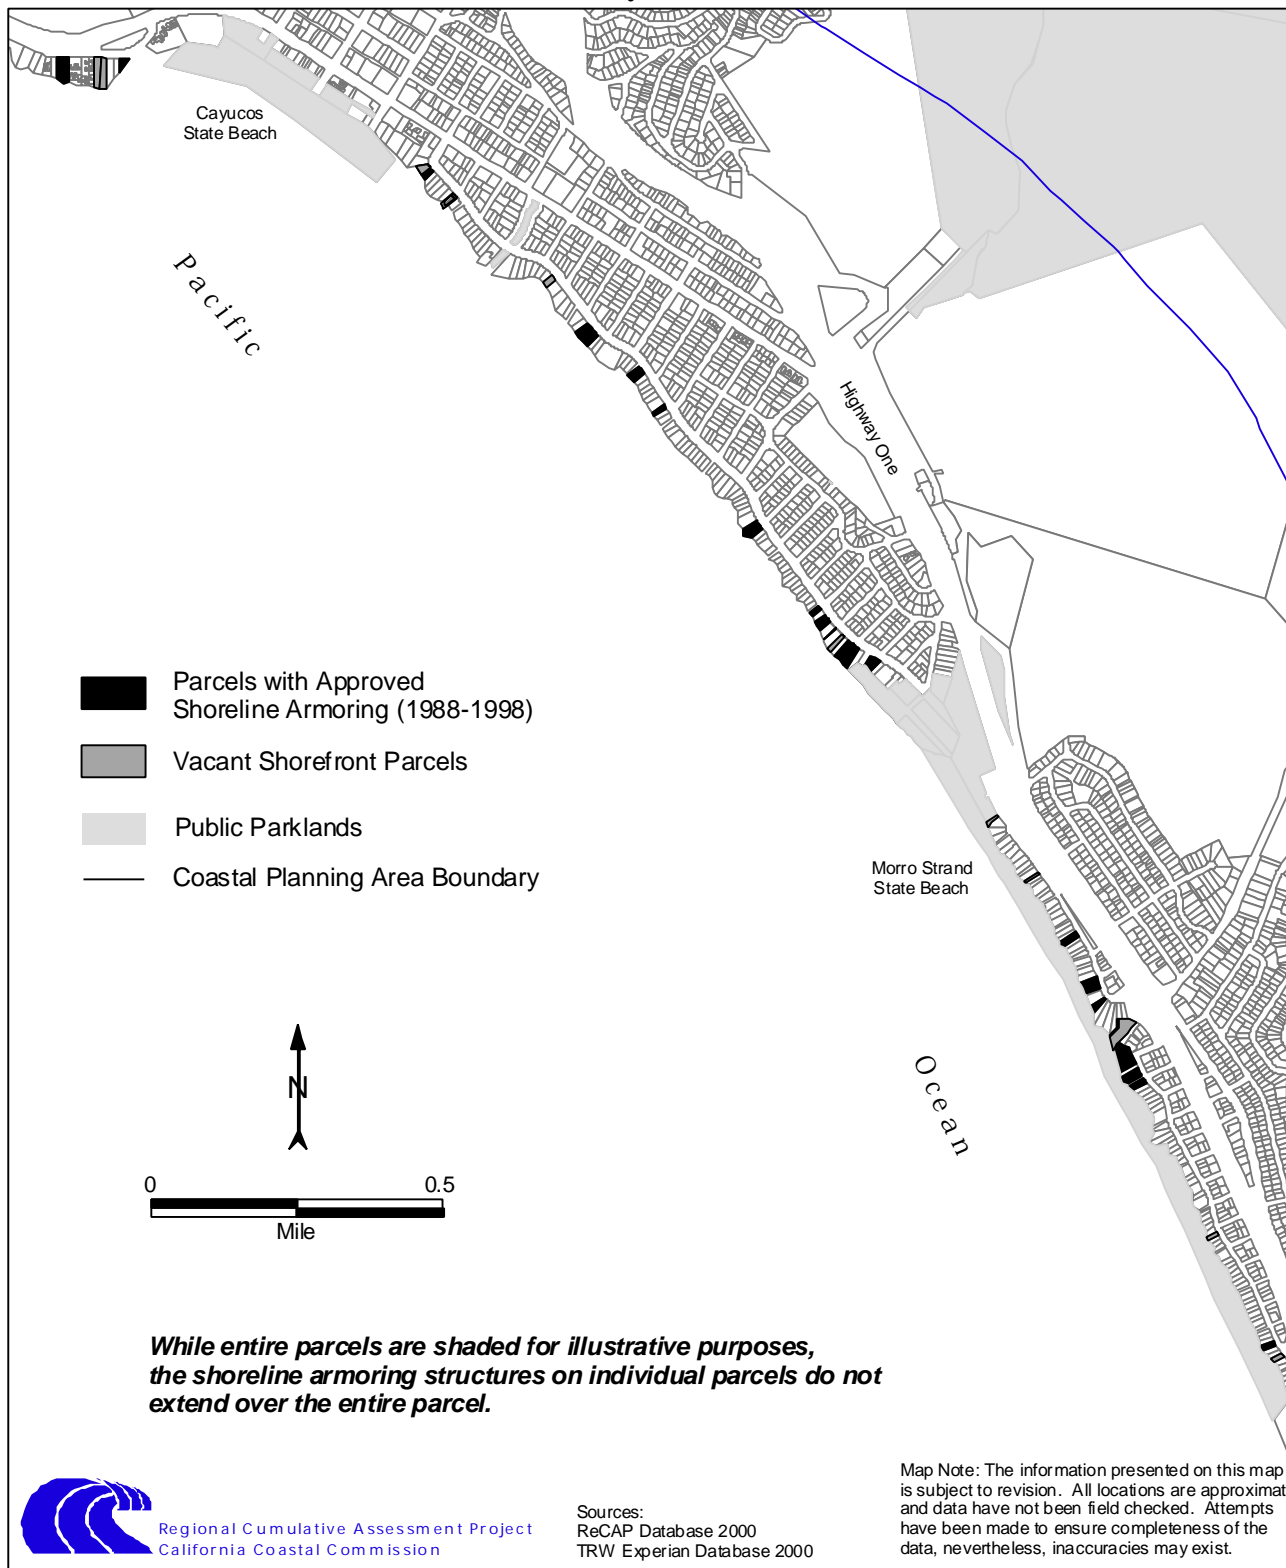 Cayucos
State Beach
Pacific
Highway One
Parcels with Approved
Shoreline Armoring (1988-1998)
Vacant Shorefront Parcels
Public Parklands
Coastal Planning Area Boundary
Morro Strand
State Beach
Ocean
N
0 0.5
Mile
While entire parcels are shaded for illustrative purposes,
the shoreline armoring structures on individual parcels do not
extend over the entire parcel.
Regional Cumulative Assessment Project
California Coastal Commission
Sources:
ReCAP Database 2000
TRW Experian Database 2000
Map Note: The information presented on this map
is subject to revision. All locations are approximat
and data have not been field checked. Attempts
have been made to ensure completeness of the
data, nevertheless, inaccuracies may exist.